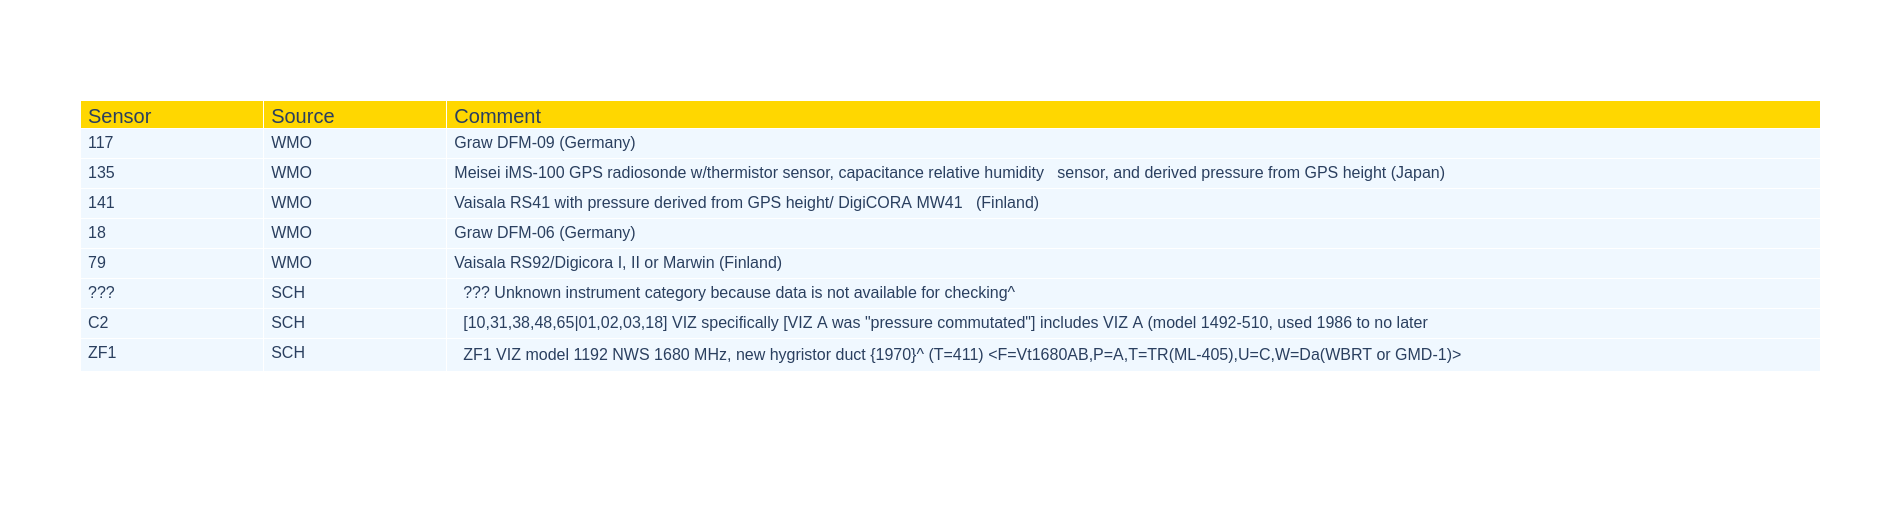 Sensor Source Comment
117 WMO Graw DFM-09 (Germany)
135 WMO Meisei iMS-100 GPS radiosonde w/thermistor sensor, capacitance relative humidity   sensor, and derived pressure from GPS height (Japan)
141 WMO Vaisala RS41 with pressure derived from GPS height/ DigiCORA MW41   (Finland)
18 WMO Graw DFM-06 (Germany)
79 WMO Vaisala RS92/Digicora I, II or Marwin (Finland)
??? SCH ??? Unknown instrument category because data is not available for checking^
C2 SCH [10,31,38,48,65|01,02,03,18] VIZ specifically [VIZ A was "pressure commutated"] includes VIZ A (model 1492-510, used 1986 to no later
ZF1 SCH ZF1 VIZ model 1192 NWS 1680 MHz, new hygristor duct {1970}^ (T=411) <F=Vt1680AB,P=A,T=TR(ML-405),U=C,W=Da(WBRT or GMD-1)>